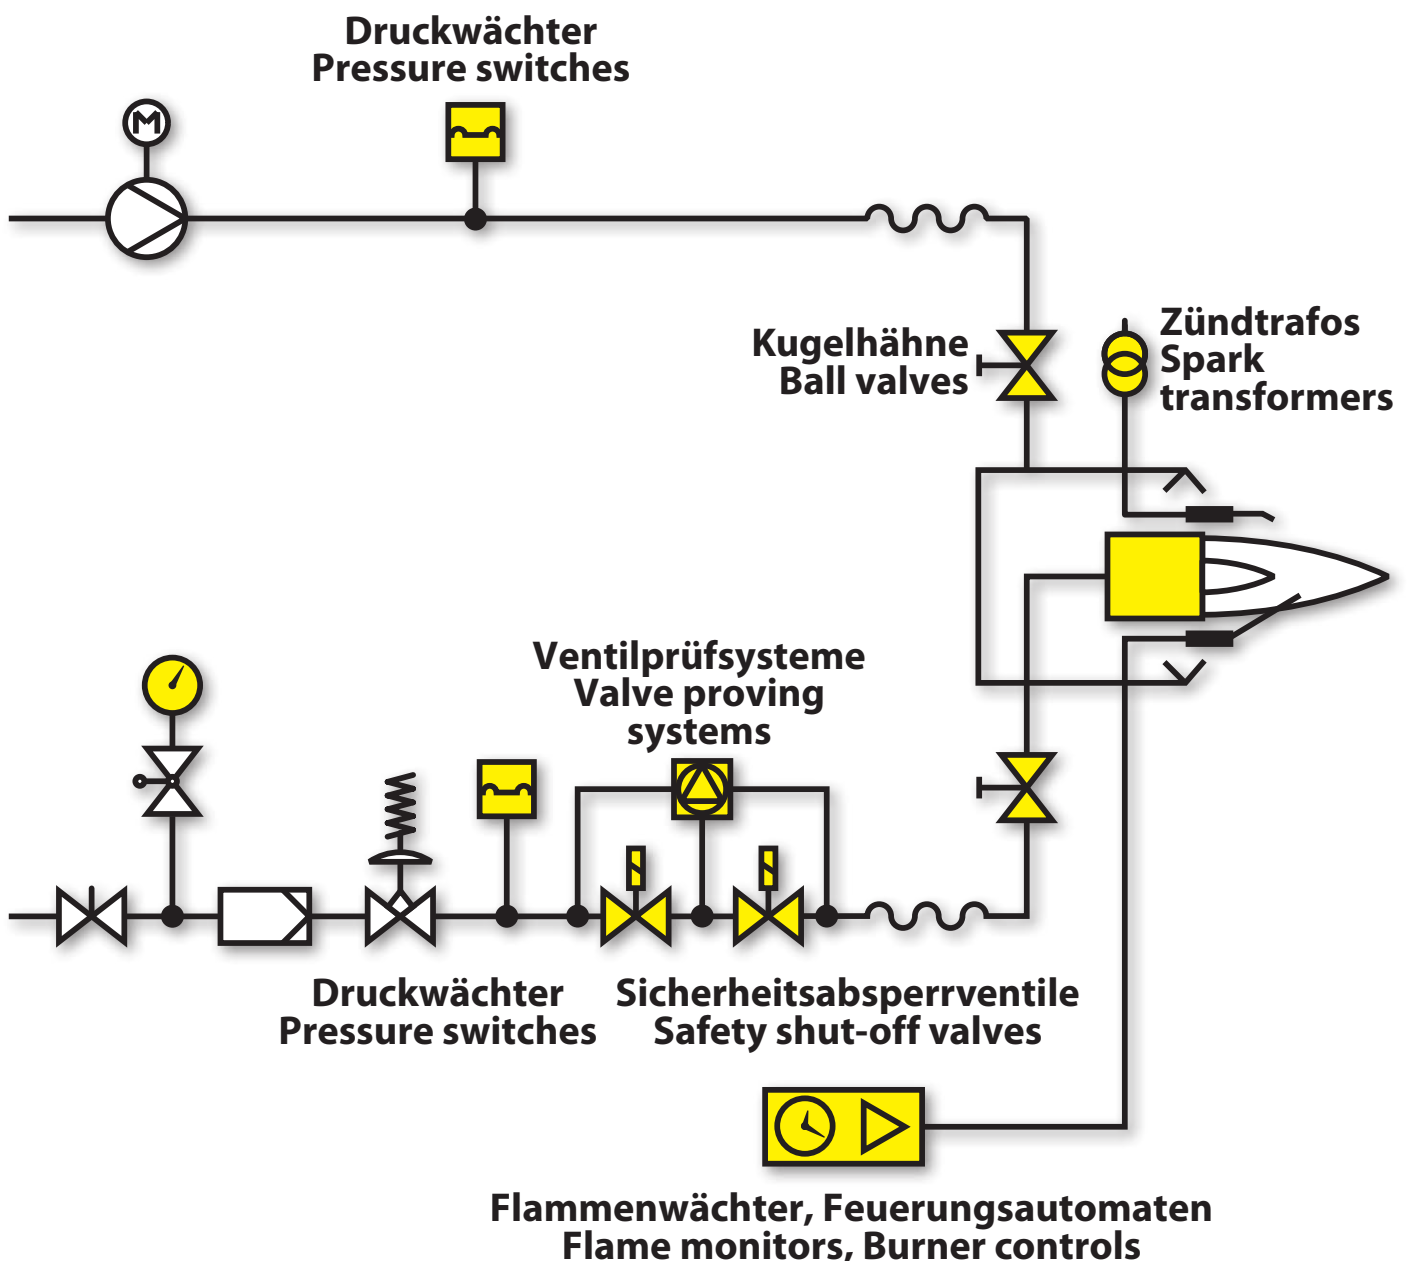 Druckwächter
Pressure switches
M
Kugelhähne
Ball valves
Zündtrafos
Spark
transformers
Ventilprüfsysteme
Valve proving
systems
Druckwächter
Pressure switches
Sicherheitsabsperrventile
Safety shut-off valves
Flammenwächter, Feuerungsautomaten
Flame monitors, Burner controls